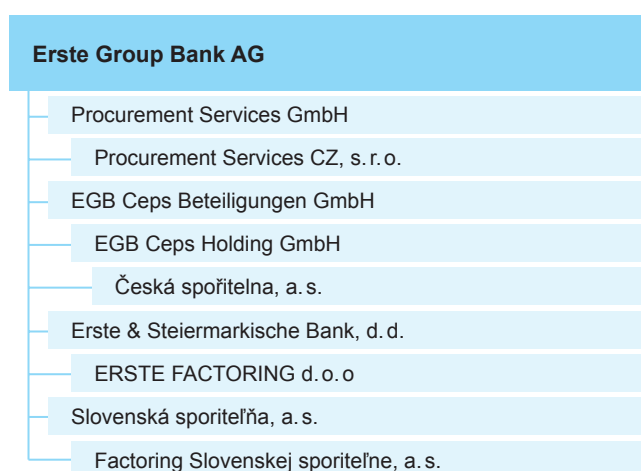 Erste Group Bank AG
Procurement Services GmbH
Procurement Services CZ, s.r.o.
EGB Ceps Beteiligungen GmbH
EGB Ceps Holding GmbH
Česká spořitelna, a.s.
Erste & Steiermarkische Bank, d.d.
ERSTE FACTORING d.o.o
Slovenská sporiteľňa, a.s.
Factoring Slovenskej sporiteľne, a.s.